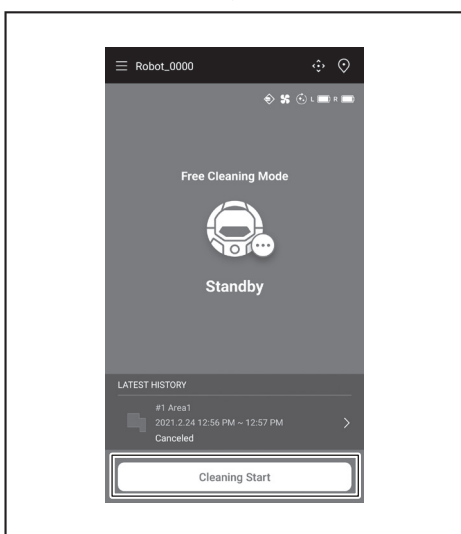 Robot_0000
L R
Free Cleaning Mode
Standby
LATEST HISTORY
#1 Area1
2021.2.24 12:56 PM ~ 12:57 PM
Canceled
Cleaning Start